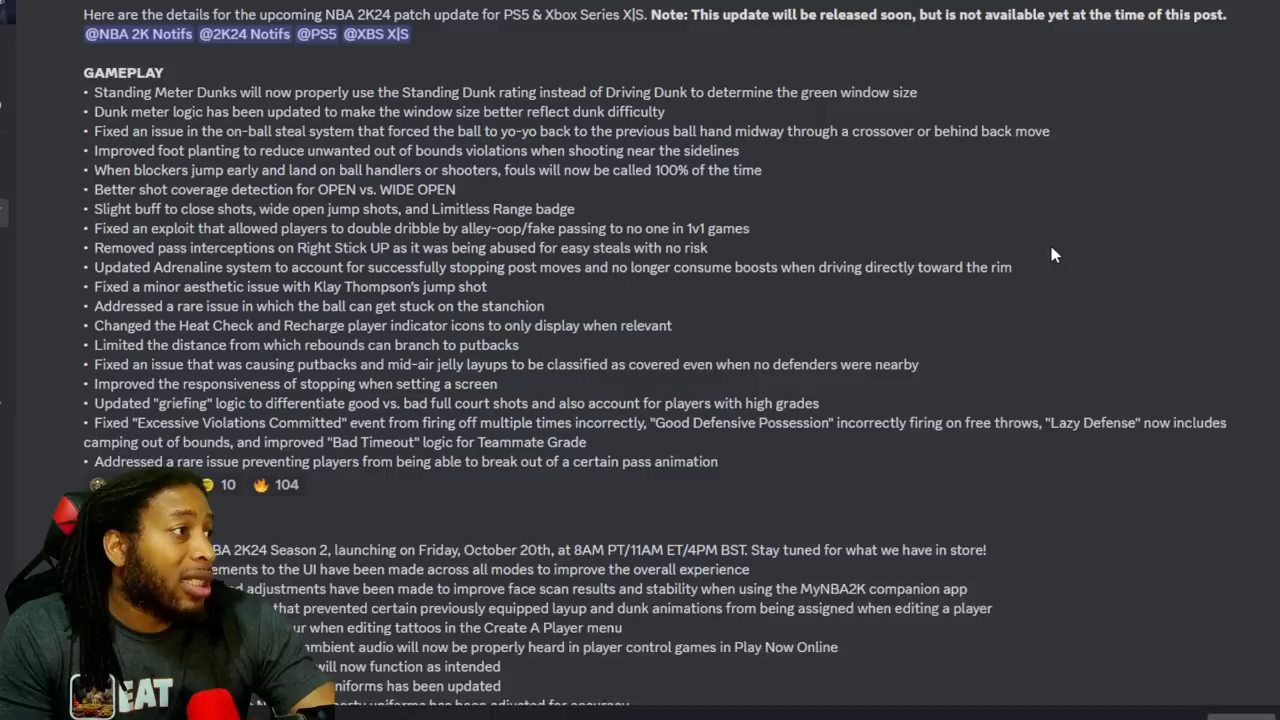 Here are the details for the upcoming NBA 2K24 patch update for PS5 & Xbox Series X|S. Note: This update will be released soon, but is not available yet at the time of this post.
@NBA 2K Notifs @2K24 Notifs @PS5 @XBS X|S
GAMEPLAY
• Standing Meter Dunks will now properly use the Standing Dunk rating instead of Driving Dunk to determine the green window size
• Dunk meter logic has been updated to make the window size better reflect dunk difficulty
• Fixed an issue in the on-ball steal system that forced the ball to yo-yo back to the previous ball hand midway through a crossover or behind back move
• Improved foot planting to reduce unwanted out of bounds violations when shooting near the sidelines
• When blockers jump early and land on ball handlers or shooters, fouls will now be called 100% of the time
• Better shot coverage detection for OPEN vs. WIDE OPEN
• Slight buff to close shots, wide open jump shots, and Limitless Range badge
• Fixed an exploit that allowed players to double dribble by alley-oop/fake passing to no one in 1v1 games
• Removed pass interceptions on Right Stick UP as it was being abused for easy steals with no risk
• Updated Adrenaline system to account for successfully stopping post moves and no longer consume boosts when driving directly toward the rim
• Fixed a minor aesthetic issue with Klay Thompson's jump shot
• Addressed a rare issue in which the ball can get stuck on the stanchion
• Changed the Heat Check and Recharge player indicator icons to only display when relevant
• Limited the distance from which rebounds can branch to putbacks
• Fixed an issue that was causing putbacks and mid-air jelly layups to be classified as covered even when no defenders were nearby
• Improved the responsiveness of stopping when setting a screen
• Updated "griefing" logic to differentiate good vs. bad full court shots and also account for players with high grades
• Fixed "Excessive Violations Committed" event from firing off multiple times incorrectly, "Good Defensive Possession" incorrectly firing on free throws, "Lazy Defense" now includes
camping out of bounds, and improved "Bad Timeout" logic for Teammate Grade
• Addressed a rare issue preventing players from being able to break out of a certain pass animation
10 104
BA 2K24 Season 2, launching on Friday, October 20th, at 8AM PT/11AM ET/4PM BST. Stay tuned for what we have in store!
ements to the UI have been made across all modes to improve the overall experience
d adjustments have been made to improve face scan results and stability when using the MyNBA2K companion app
that prevented certain previously equipped layup and dunk animations from being assigned when editing a player
ur when editing tattoos in the Create A Player menu
ambient audio will now be properly heard in player control games in Play Now Online
will now function as intended
niforms has been updated
uniforms has been adjusted for accuracy
EAT